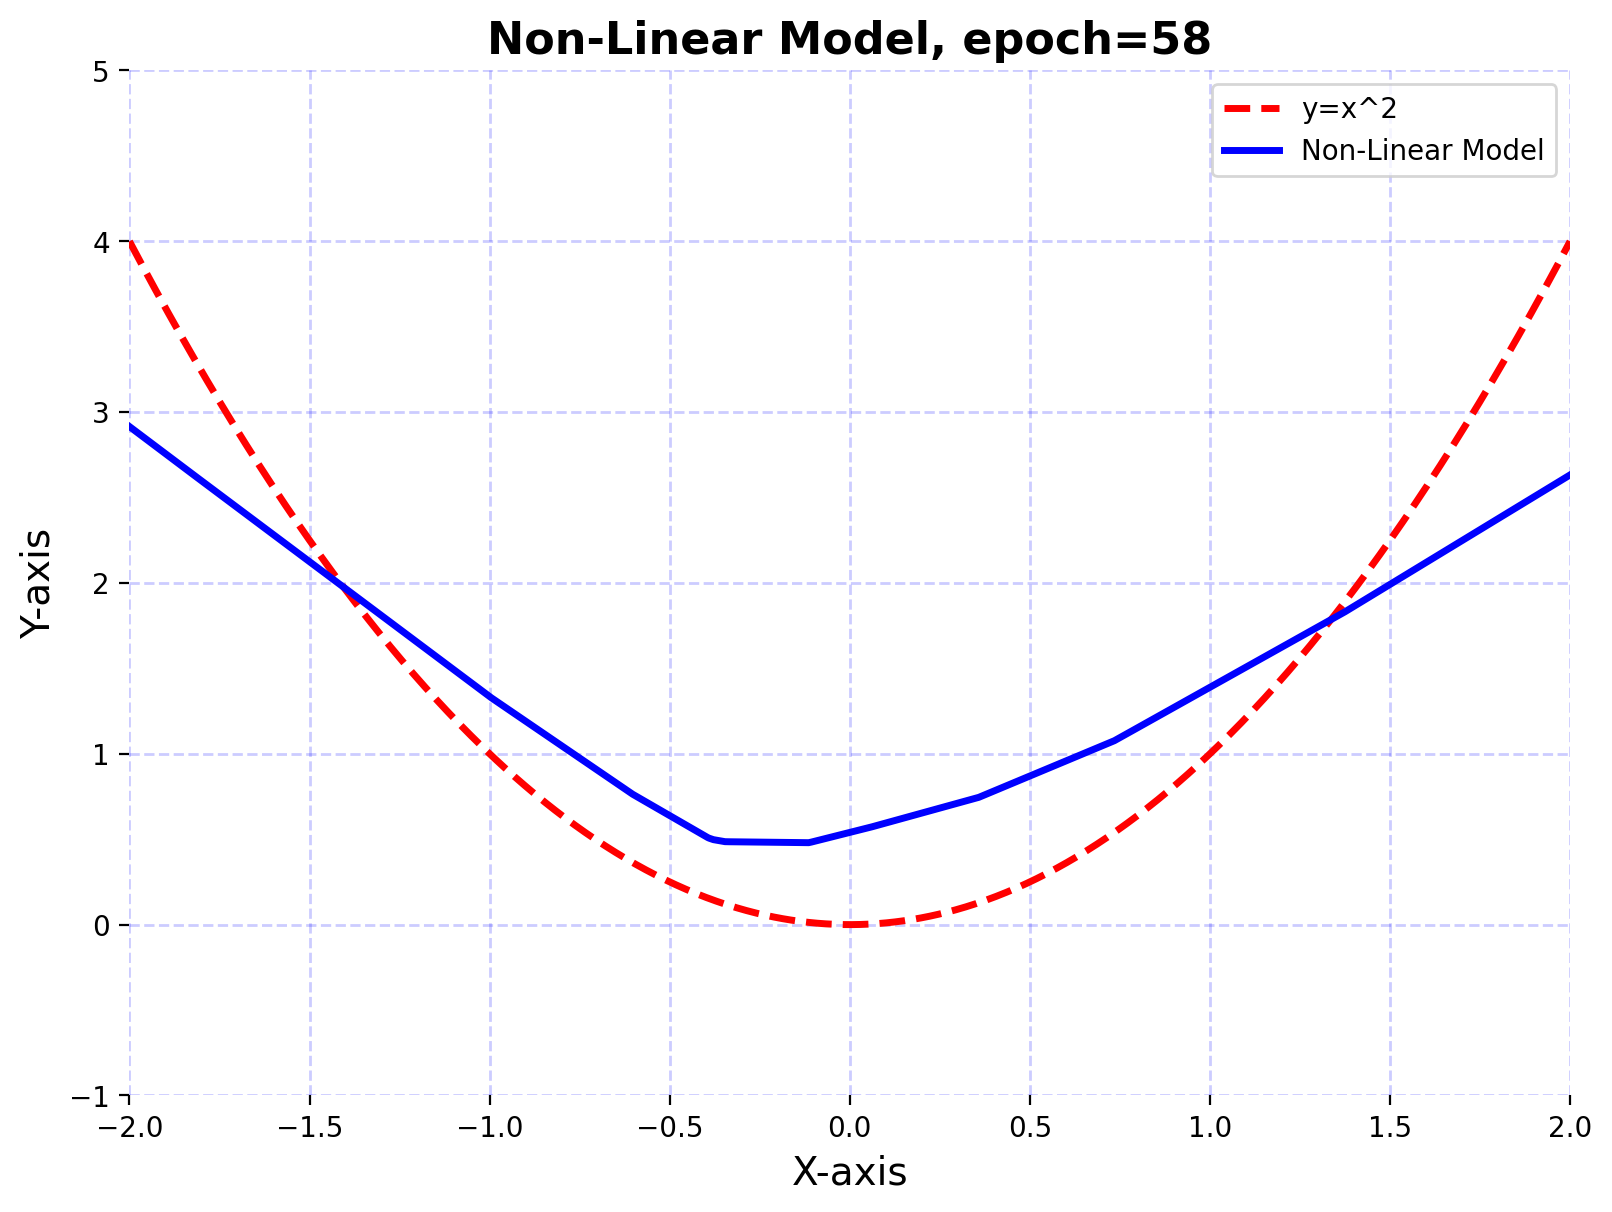 Non-Linear Model, epoch=58
y=x^2
Non-Linear Model
Y-axis
5
4
3
2
1
0
−1
−2.0 −1.5 −1.0 −0.5 0.0 0.5 1.0 1.5 2.0
X-axis